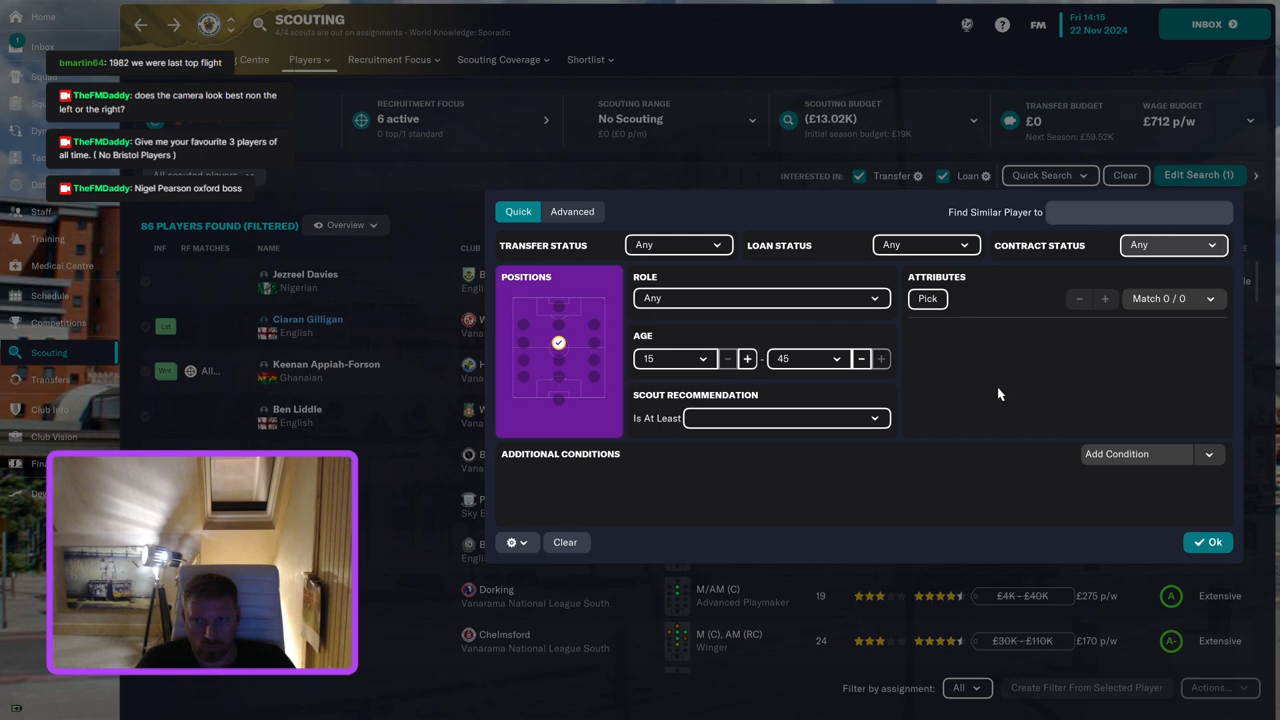 Home
SCOUTING
4/4 scouts are out on assignments - World Knowledge: Sporadic
FM
Fri 14:15
22 Nov 2024
INBOX
1
Inbox
bmartin64: 1982 we were last top flight
Centre
Players
Recruitment Focus
Scouting Coverage
Shortlist
Squad
TheFMDaddy: does the camera look best non the
left or the right?
RECRUITMENT FOCUS
6 active
0 top/1 standard
SCOUTING RANGE
No Scouting
£0 (£0 p/m)
SCOUTING BUDGET
(£13.02K)
Initial season budget: £19K
TRANSFER BUDGET
£0
Next Season: £59.52K
WAGE BUDGET
£712 p/w
TheFMDaddy: Give me your favourite 3 players of
all time. ( No Bristol Players )
All scouted players
INTERESTED IN:
Transfer
Loan
Quick Search
Clear
Edit Search (1)
TheFMDaddy: Nigel Pearson oxford boss
Staff
86 PLAYERS FOUND (FILTERED)
Overview
Quick
Advanced
Find Similar Player to
Training
INF
RF MATCHES
NAME
CLUB
TRANSFER STATUS
Any
LOAN STATUS
Any
CONTRACT STATUS
Any
Medical Centre
Jezreel Davies
Nigerian
POSITIONS
ROLE
Any
ATTRIBUTES
Pick
Match 0 / 0
Schedule
Competitions
Lst
Ciaran Gilligan
English
AGE
15
-
45
Scouting
Transfers
Wnt
All...
Keenan Appiah-Forson
Ghanaian
SCOUT RECOMMENDATION
Is At Least
Club Info
Ben Liddle
English
Club Vision
ADDITIONAL CONDITIONS
Add Condition
Clear
Ok
Dorking
Vanarama National League South
M/AM (C)
Advanced Playmaker
19
£4K - £40K
£275 p/w
A
Extensive
Chelmsford
Vanarama National League South
M (C), AM (RC)
Winger
24
£30K - £110K
£170 p/w
A-
Extensive
Filter by assignment:
All
Create Filter From Selected Player
Actions...